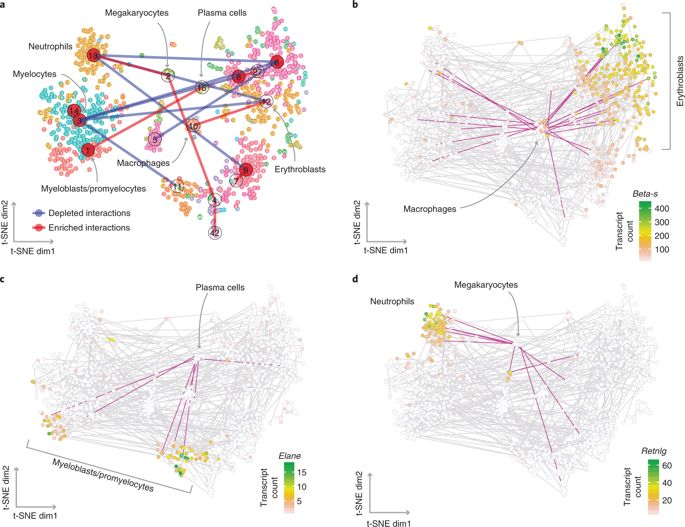 a
Megakaryocytes
Plasma cells
Neutrophils
13
2
6
8
27
Myelocytes
16
12
14
3
10
5
1
9
Macrophages
Erythroblasts
11
7
Myeloblasts/promyelocytes
4
Depleted interactions
Enriched interactions
42
t-SNE dim2
t-SNE dim1
b
Erythroblasts
Macrophages
Beta-s
Transcript
count
400
300
200
100
t-SNE dim2
t-SNE dim1
c
Plasma cells
Myeloblasts/promyelocytes
Elane
Transcript
count
15
10
5
t-SNE dim2
t-SNE dim1
d
Megakaryocytes
Neutrophils
Retnlg
Transcript
count
60
40
20
t-SNE dim2
t-SNE dim1